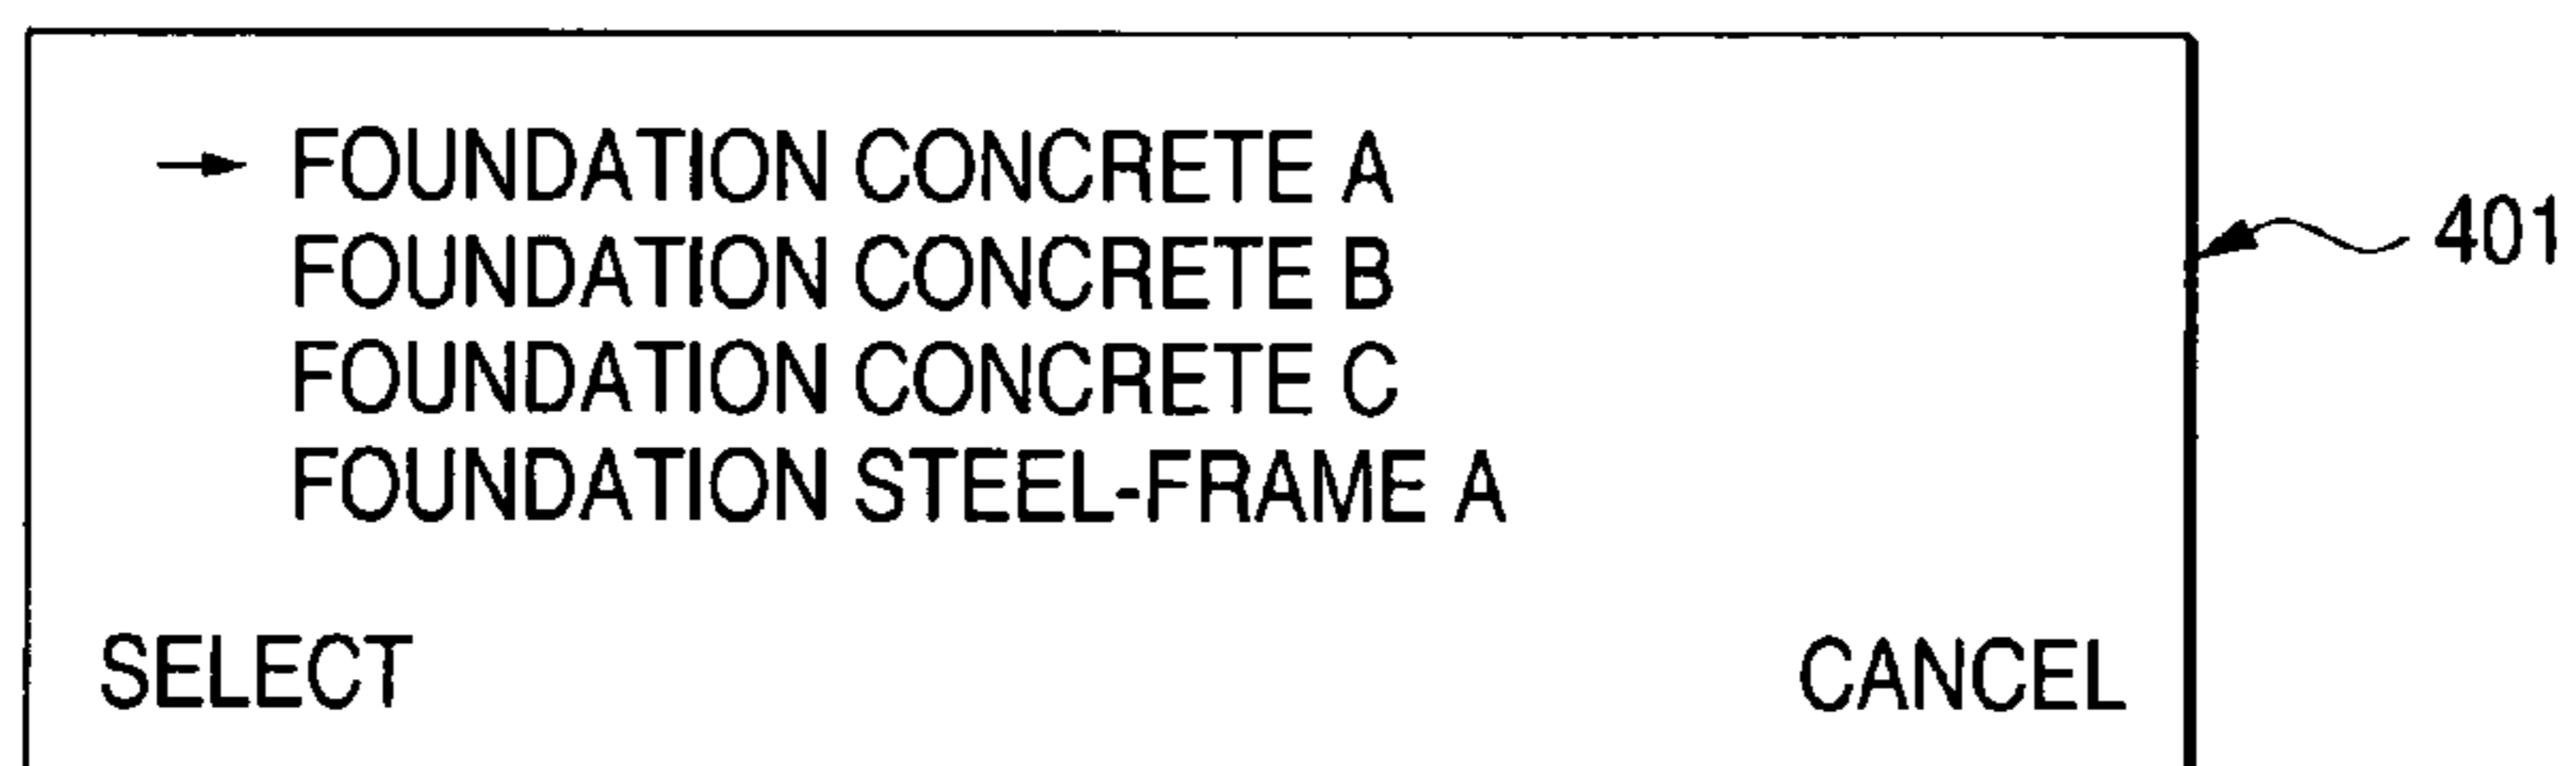 → FOUNDATION CONCRETE A
FOUNDATION CONCRETE B
401
FOUNDATION CONCRETE C
FOUNDATION STEEL-FRAME A
SELECT CANCEL